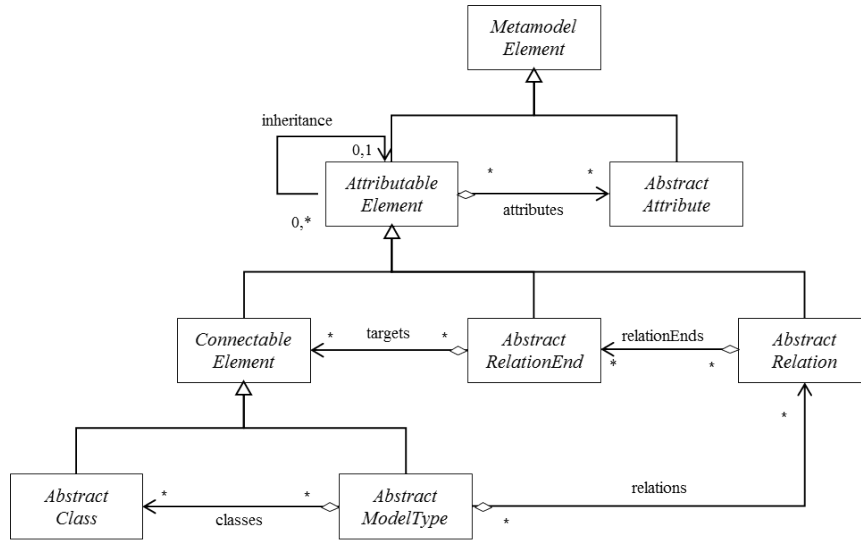 Metamodel
Element
inheritance
0,1
0,*
Attributable
Element
*
*
attributes
Abstract
Attribute
Connectable
Element
*
targets
*
Abstract
RelationEnd
relationEnds
*
*
Abstract
Relation
*
Abstract
Class
*
*
classes
Abstract
ModelType
relations
*